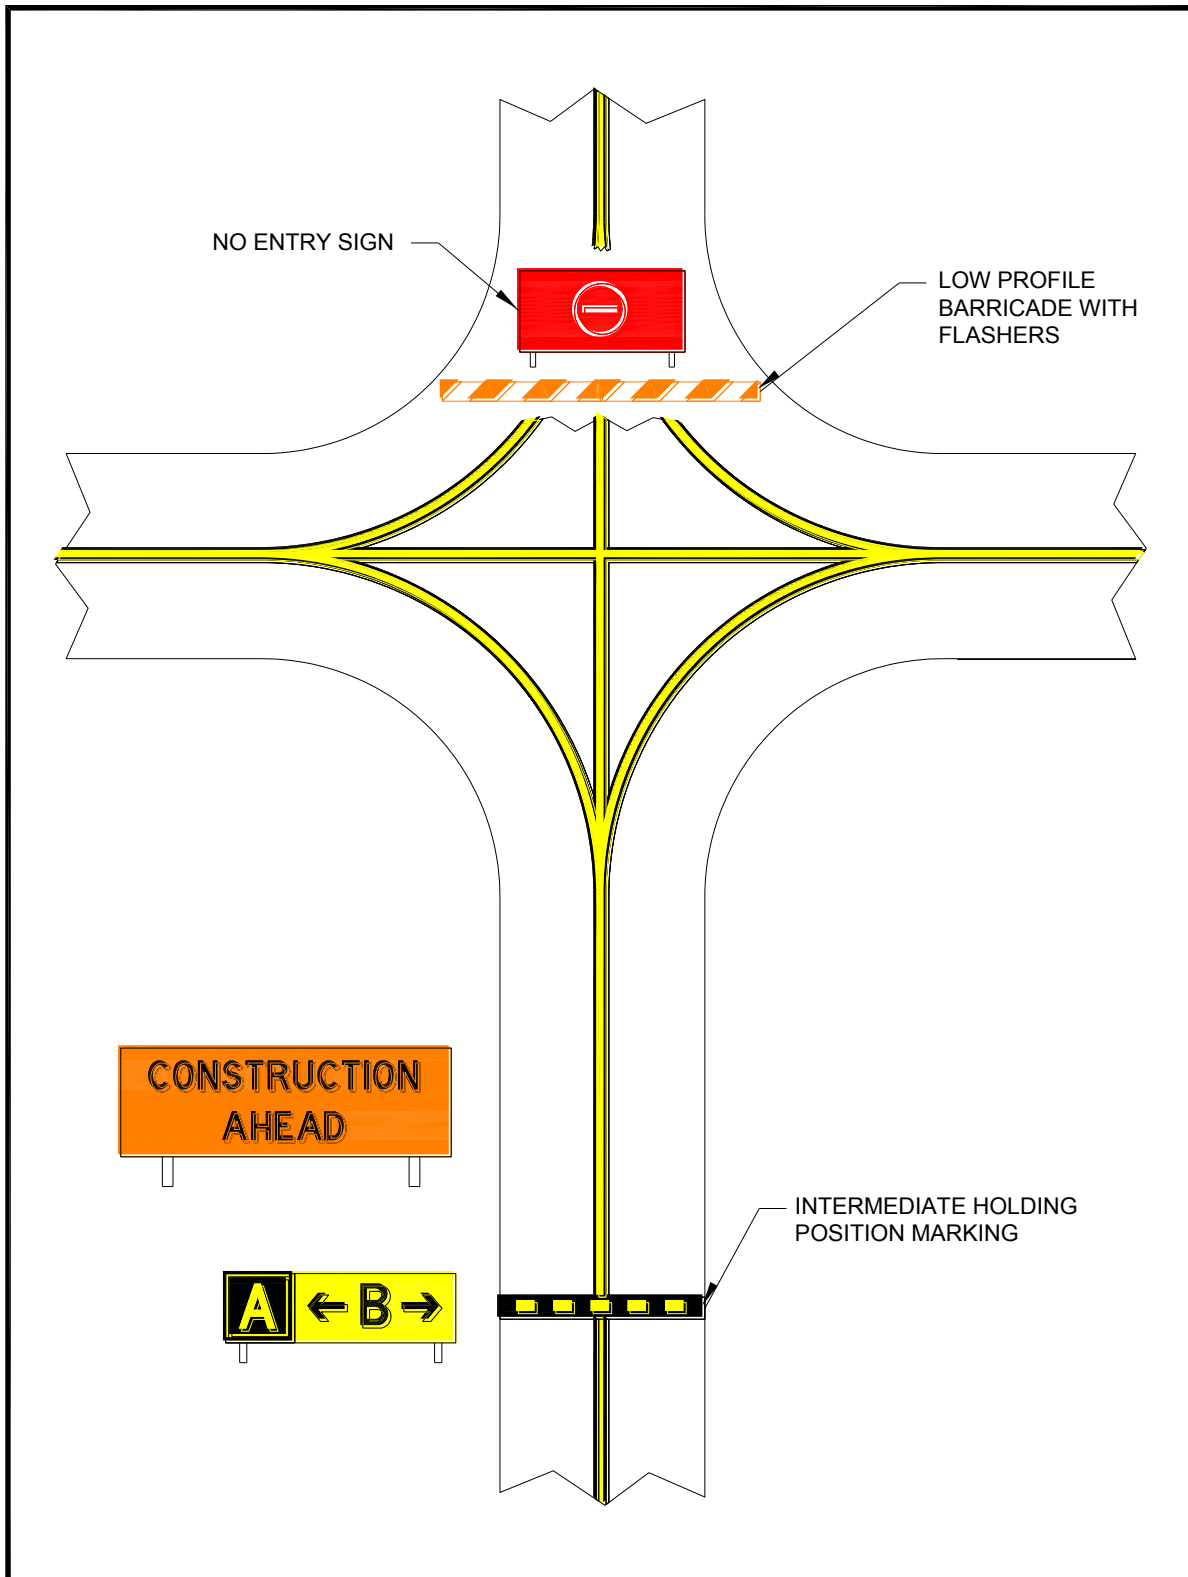 NO ENTRY SIGN
LOW PROFILE
BARRICADE WITH
FLASHERS
CONSTRUCTION
AHEAD
INTERMEDIATE HOLDING
POSITION MARKING
A ← B →